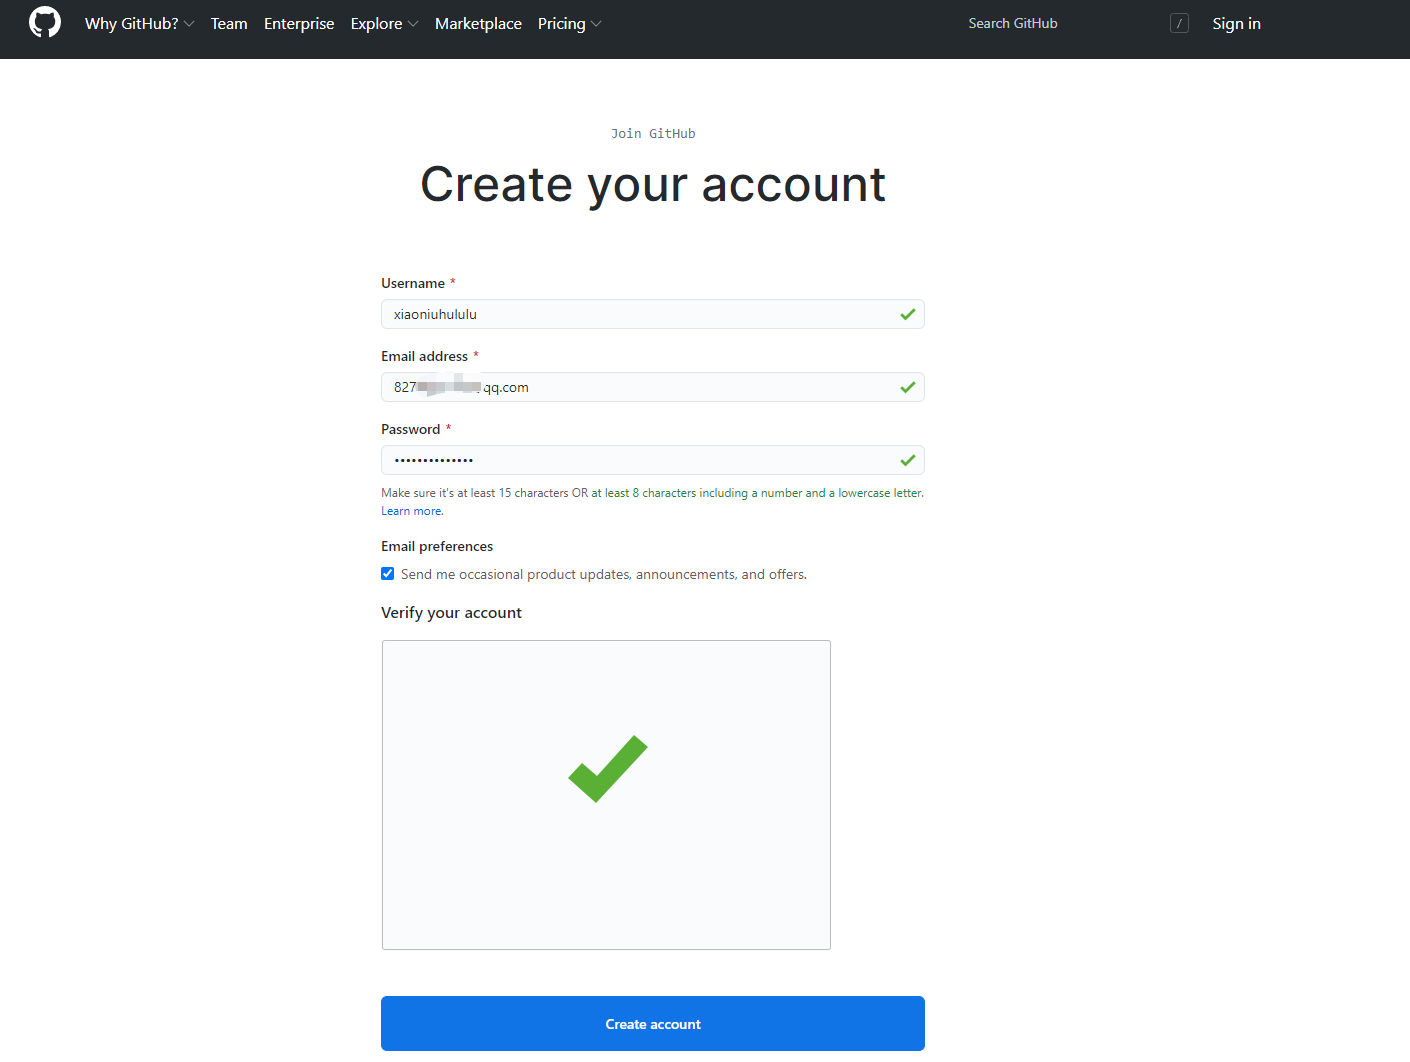 Why GitHub? Team Enterprise Explore Marketplace Pricing Search GitHub / Sign in
Join GitHub
Create your account
Username *
xiaoniuhululu
Email address *
827 qq.com
Password *
••••••••••••••
Make sure it's at least 15 characters OR at least 8 characters including a number and a lowercase letter.
Learn more.
Email preferences
Send me occasional product updates, announcements, and offers.
Verify your account
Create account